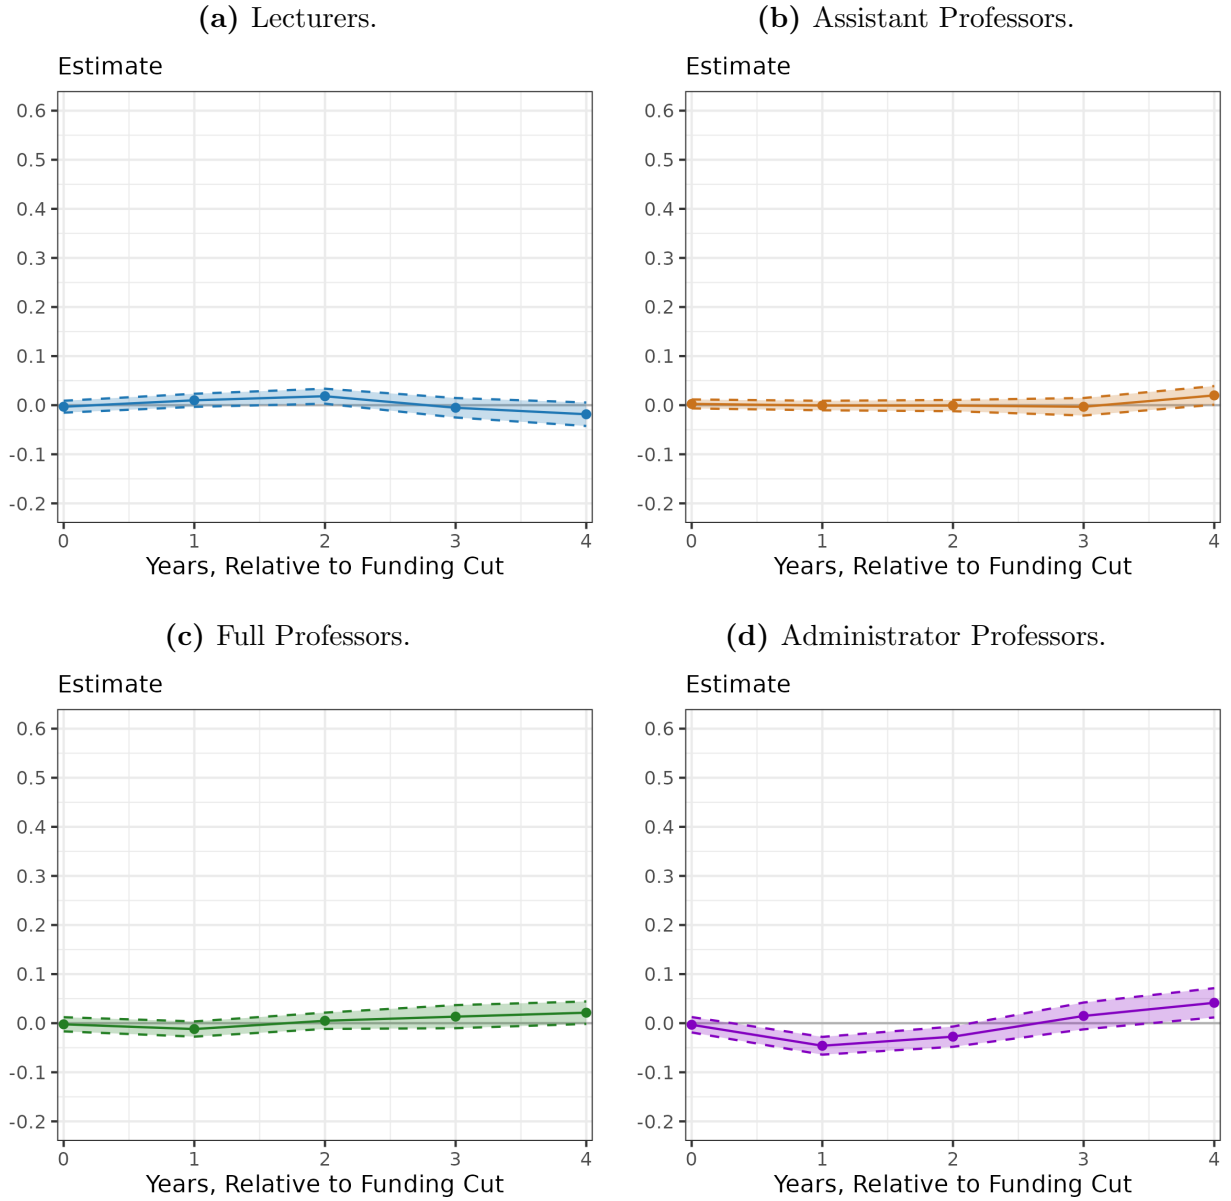 (a) Lecturers.
Estimate
0.6
0.5
0.4
0.3
0.2
0.1
0.0
-0.1
-0.2
0 1 2 3 4
Years, Relative to Funding Cut
(b) Assistant Professors.
Estimate
0.6
0.5
0.4
0.3
0.2
0.1
0.0
-0.1
-0.2
0 1 2 3 4
Years, Relative to Funding Cut
(c) Full Professors.
Estimate
0.6
0.5
0.4
0.3
0.2
0.1
0.0
-0.1
-0.2
0 1 2 3 4
Years, Relative to Funding Cut
(d) Administrator Professors.
Estimate
0.6
0.5
0.4
0.3
0.2
0.1
0.0
-0.1
-0.2
0 1 2 3 4
Years, Relative to Funding Cut